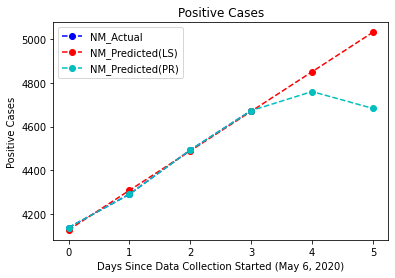 Positive Cases
NM_Actual
NM_Predicted(LS)
NM_Predicted(PR)
Positive Cases
5000
4800
4600
4400
4200
0 1 2 3 4 5
Days Since Data Collection Started (May 6, 2020)